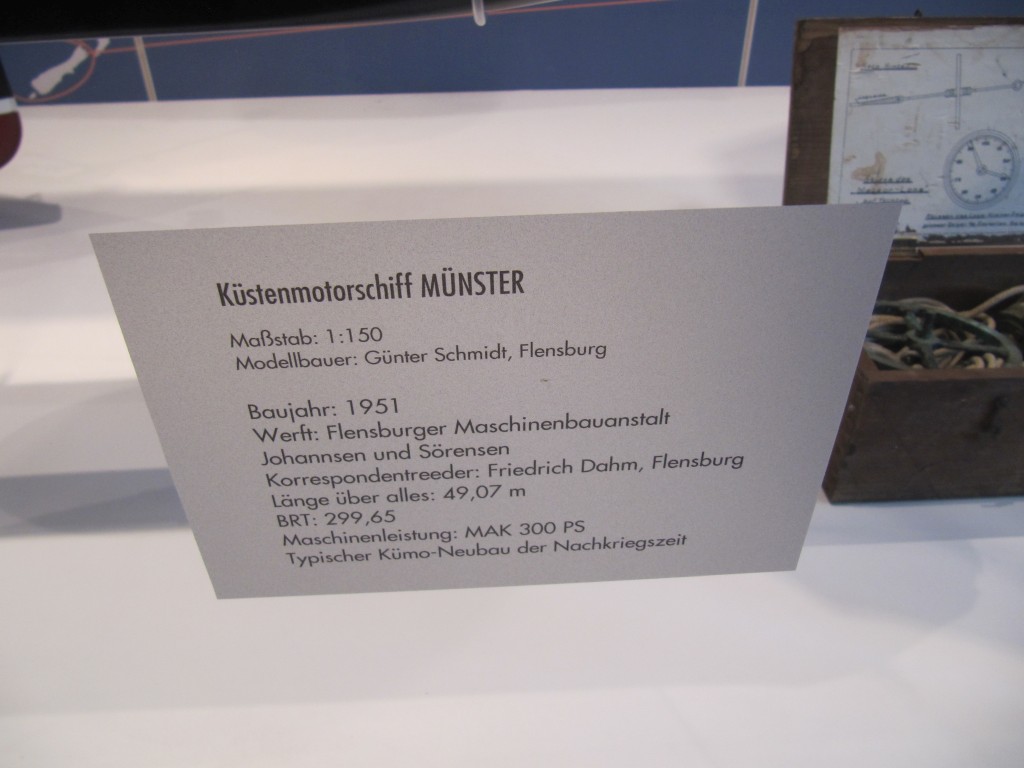 Küstenmotorschiff MÜNSTER
Maßstab: 1:150
Modellbauer: Günter Schmidt, Flensburg
Baujahr: 1951
Werft: Flensburger Maschinenbauanstalt
Johannsen und Sörensen
Korrespondentreeder: Friedrich Dahm, Flensburg
Länge über alles: 49,07 m
BRT: 299,65
Maschinenleistung: MAK 300 PS
Typischer Kümo-Neubau der Nachkriegszeit